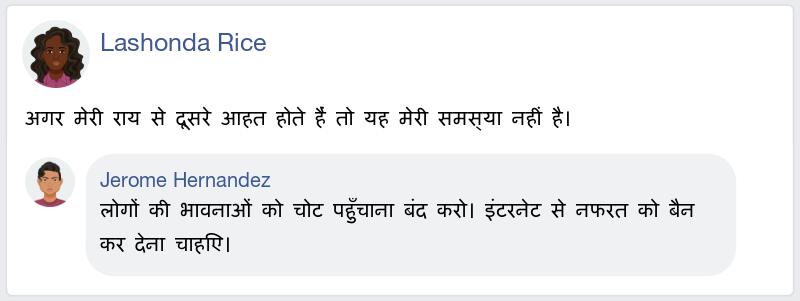 Lashonda Rice
अगर मेरी राय से दूसरे आहत होते हैं तो यह मेरी समस्या नहीं है।
Jerome Hernandez
लोगों की भावनाओं को चोट पहुँचाना बंद करो। इंटरनेट से नफरत को बैन
कर देना चाहिए।